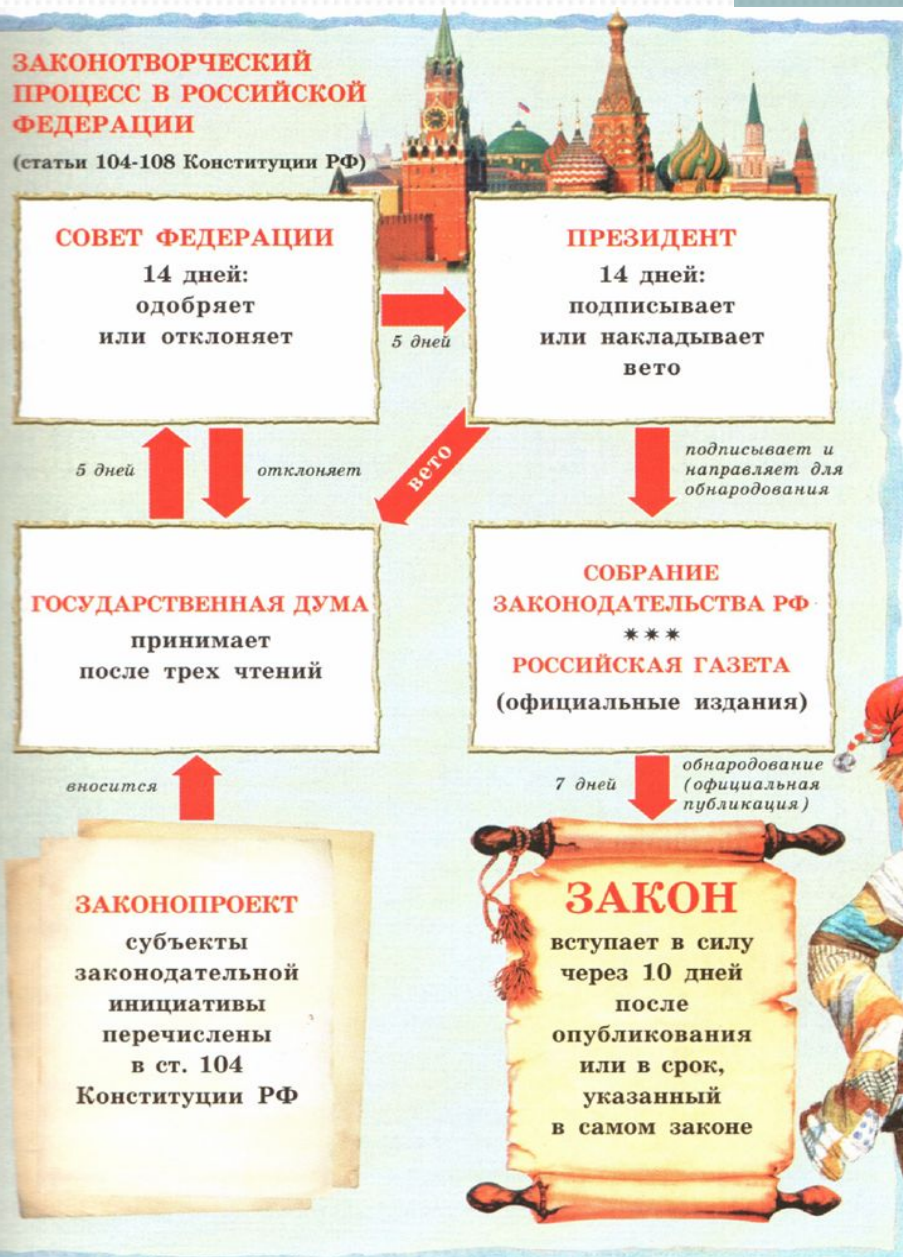 ЗАКОНОТВОРЧЕСКИЙ
ПРОЦЕСС В РОССИЙСКОЙ
ФЕДЕРАЦИИ
(статьи 104-108 Конституции РФ)
СОВЕТ ФЕДЕРАЦИИ
14 дней:
одобряет
или отклоняет
5 дней
ПРЕЗИДЕНТ
14 дней:
подписывает
или накладывает
вето
5 дней
отклоняет
вето
подписывает и
направляет для
обнародования
ГОСУДАРСТВЕННАЯ ДУМА
принимает
после трех чтений
СОБРАНИЕ
ЗАКОНОДАТЕЛЬСТВА РФ
***
РОССИЙСКАЯ ГАЗЕТА
(официальные издания)
вносится
7 дней
обнародование
(официальная
публикация)
ЗАКОНОПРОЕКТ
субъекты
законодательной
инициативы
перечислены
в ст. 104
Конституции РФ
ЗАКОН
вступает в силу
через 10 дней
после
опубликования
или в срок,
указанный
в самом законе